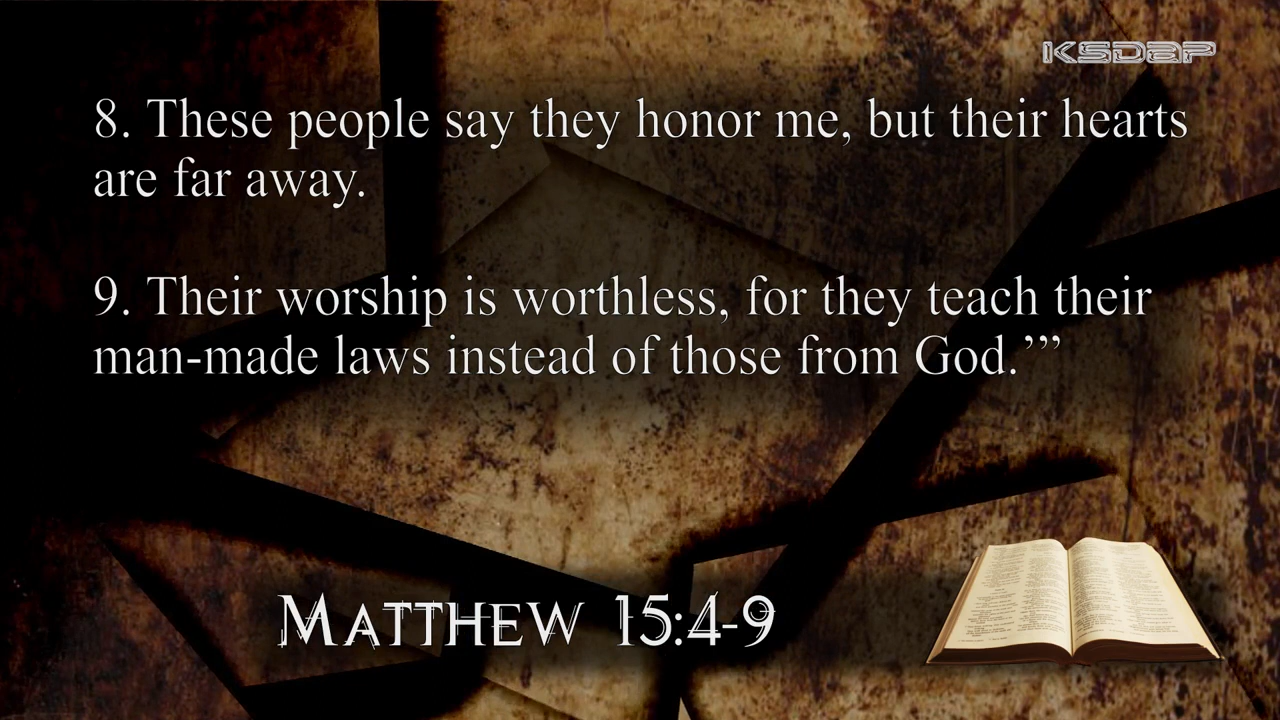 KSDAP
8. These people say they honor me, but their hearts
are far away.
9. Their worship is worthless, for they teach their
man-made laws instead of those from God.’”
Matthew 15:4-9